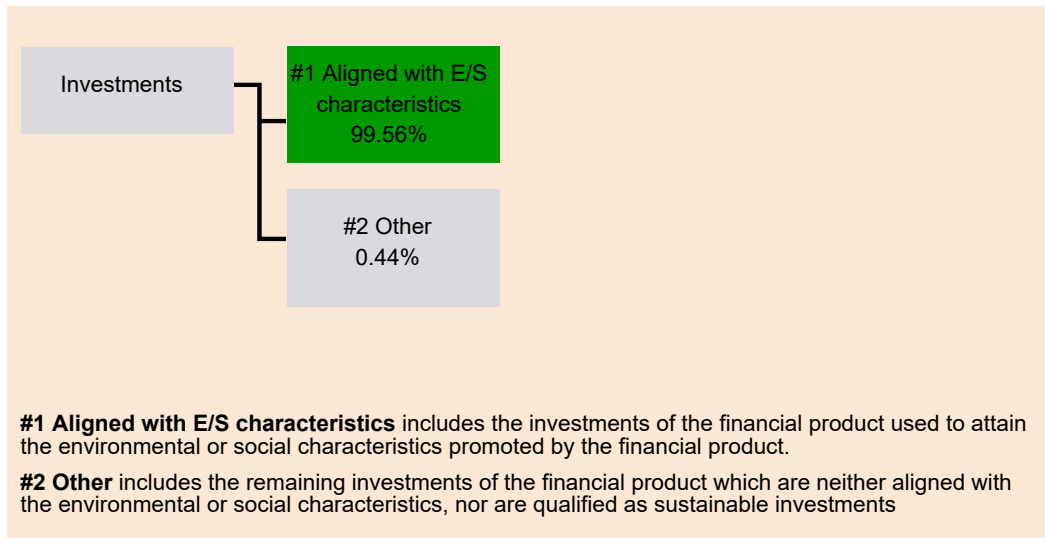 Investments
#1 Aligned with E/S
characteristics
99.56%
#2 Other
0.44%
#1 Aligned with E/S characteristics includes the investments of the financial product used to attain
the environmental or social characteristics promoted by the financial product.
#2 Other includes the remaining investments of the financial product which are neither aligned with
the environmental or social characteristics, nor are qualified as sustainable investments